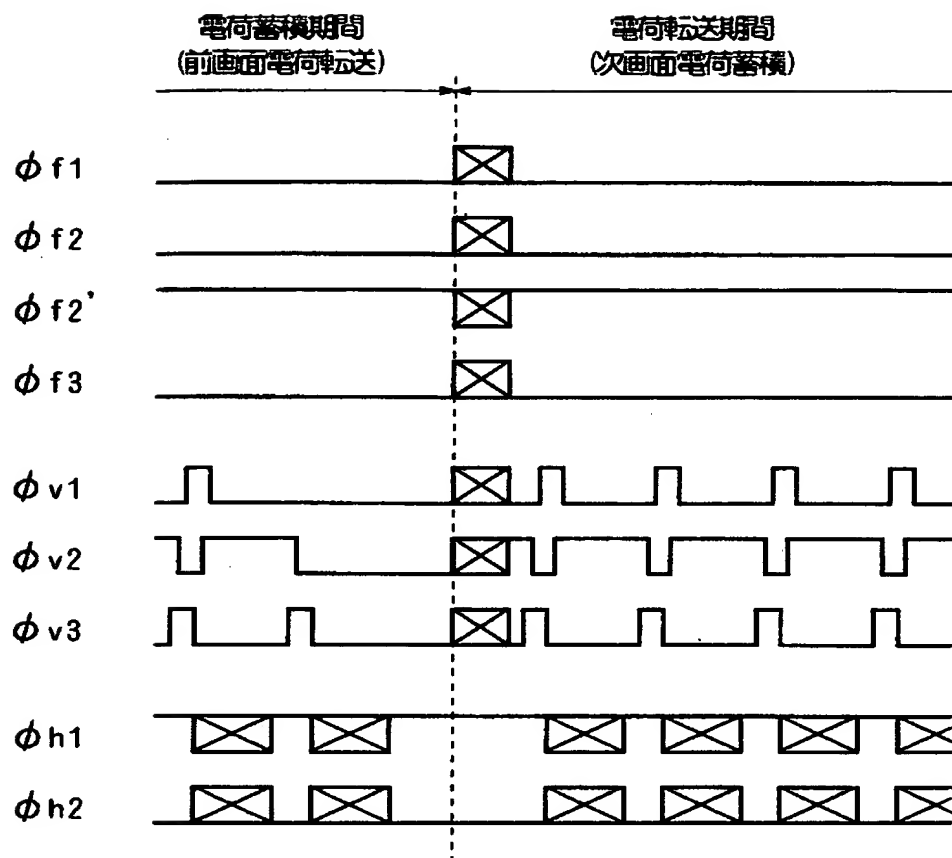 電荷蓄積期間
(前画面電荷転送)
電荷転送期間
(次画面電荷蓄積)
ϕf1
ϕf2
ϕf2'
ϕf3
ϕv1
ϕv2
ϕv3
ϕh1
ϕh2